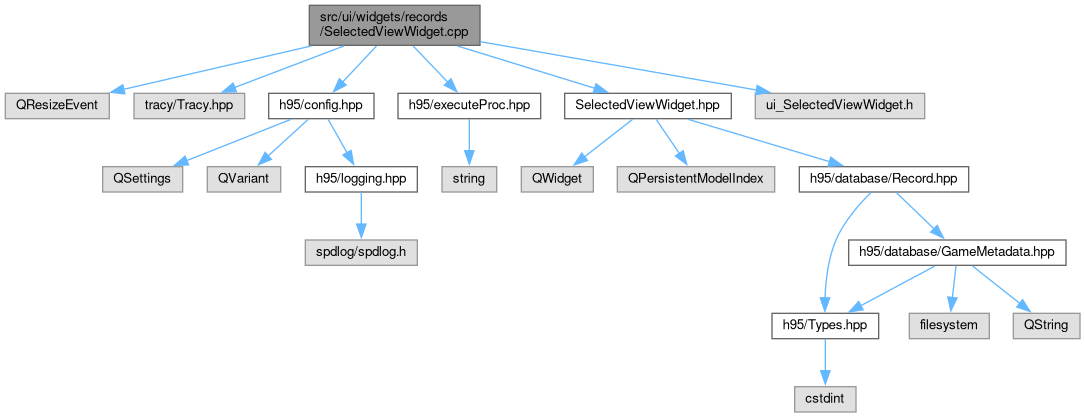 src/ui/widgets/records
/SelectedViewWidget.cpp
QResizeEvent
tracy/Tracy.hpp
h95/config.hpp
h95/executeProc.hpp
SelectedViewWidget.hpp
ui_SelectedViewWidget.h
QSettings
QVariant
h95/logging.hpp
string
QWidget
QPersistentModelIndex
h95/database/Record.hpp
spdlog/spdlog.h
h95/database/GameMetadata.hpp
h95/Types.hpp
filesystem
QString
cstdint